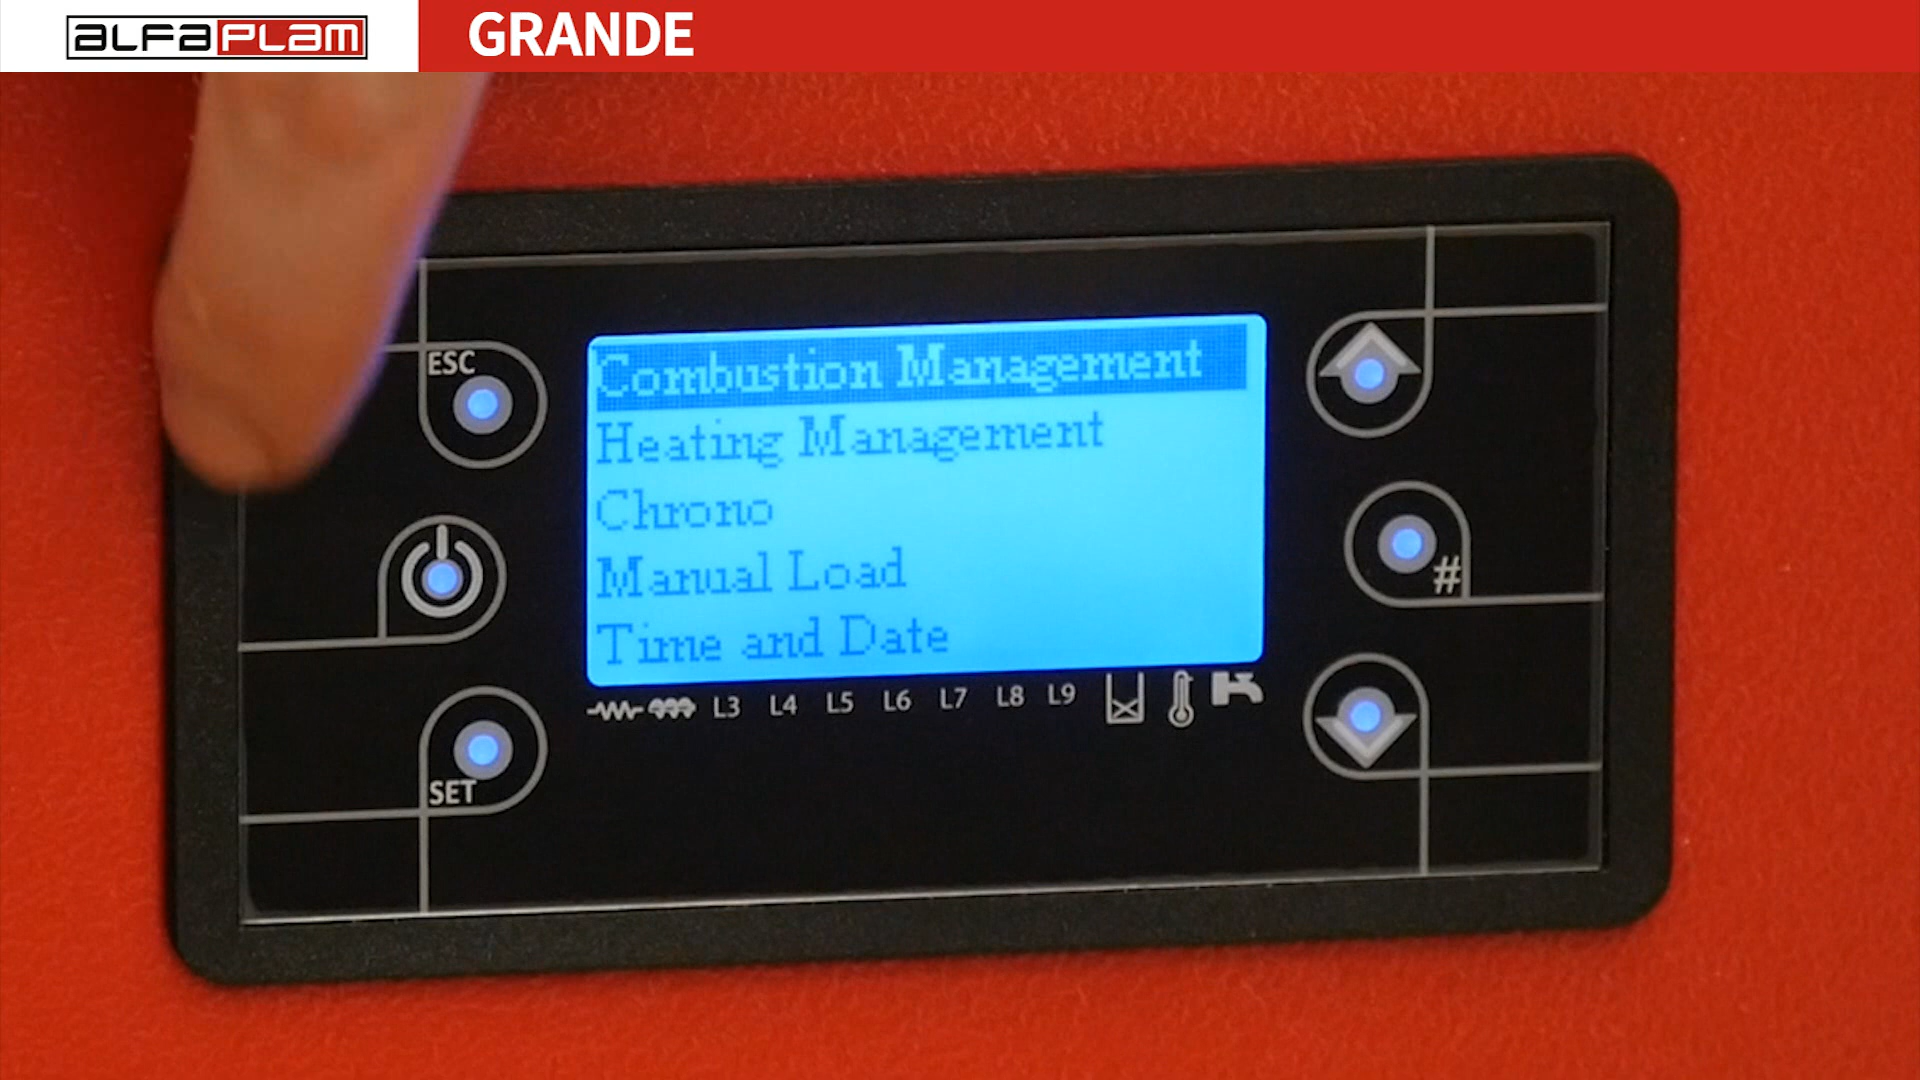 alfaplam GRANDE
ESC
Combustion Management
Heating Management
Chrono
Manual Load
Time and Date
L3 L4 L5 L6 L7 L8 L9
#
SET